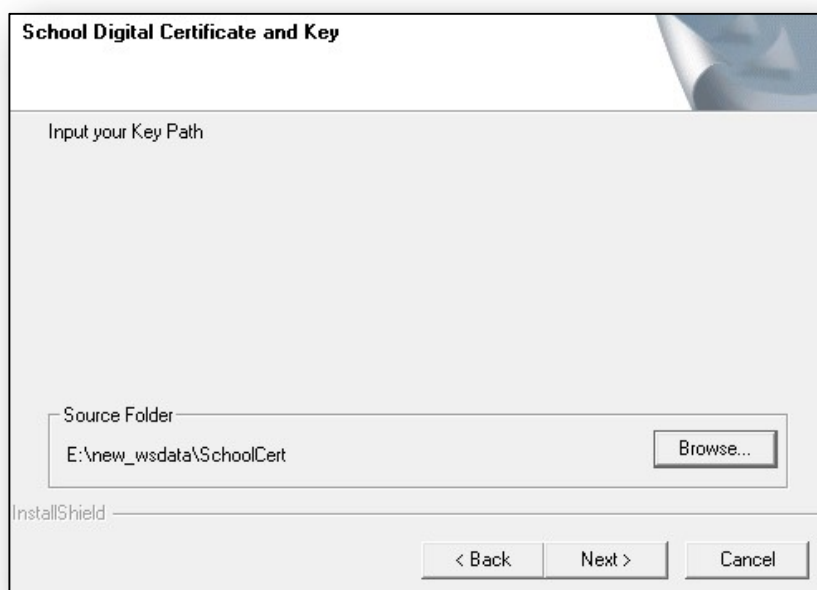 School Digital Certificate and Key
Input your Key Path
Source Folder
E:\new_wsdata\SchoolCert
Browse...
InstallShield
< Back
Next >
Cancel